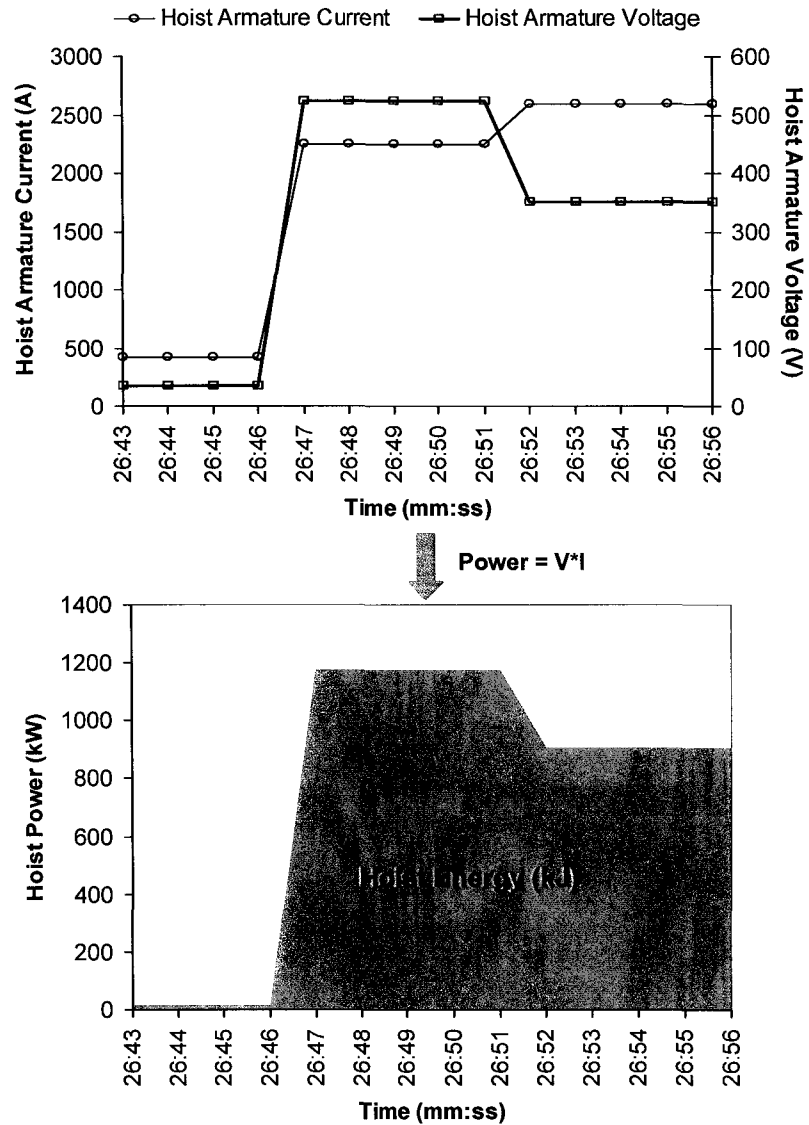 Hoist Armature Current Hoist Armature Voltage
Hoist Armature Current (A)
3000
2500
2000
1500
1000
500
0
Hoist Armature Voltage (V)
600
500
400
300
200
100
0
26:43 26:44 26:45 26:46 26:47 26:48 26:49 26:50 26:51 26:52 26:53 26:54 26:55 26:56
Time (mm:ss)
Power = V*I
Hoist Power (kW)
1400
1200
1000
800
600
400
200
0
Hoist Energy (kJ)
26:43 26:44 26:45 26:46 26:47 26:48 26:49 26:50 26:51 26:52 26:53 26:54 26:55 26:56
Time (mm:ss)